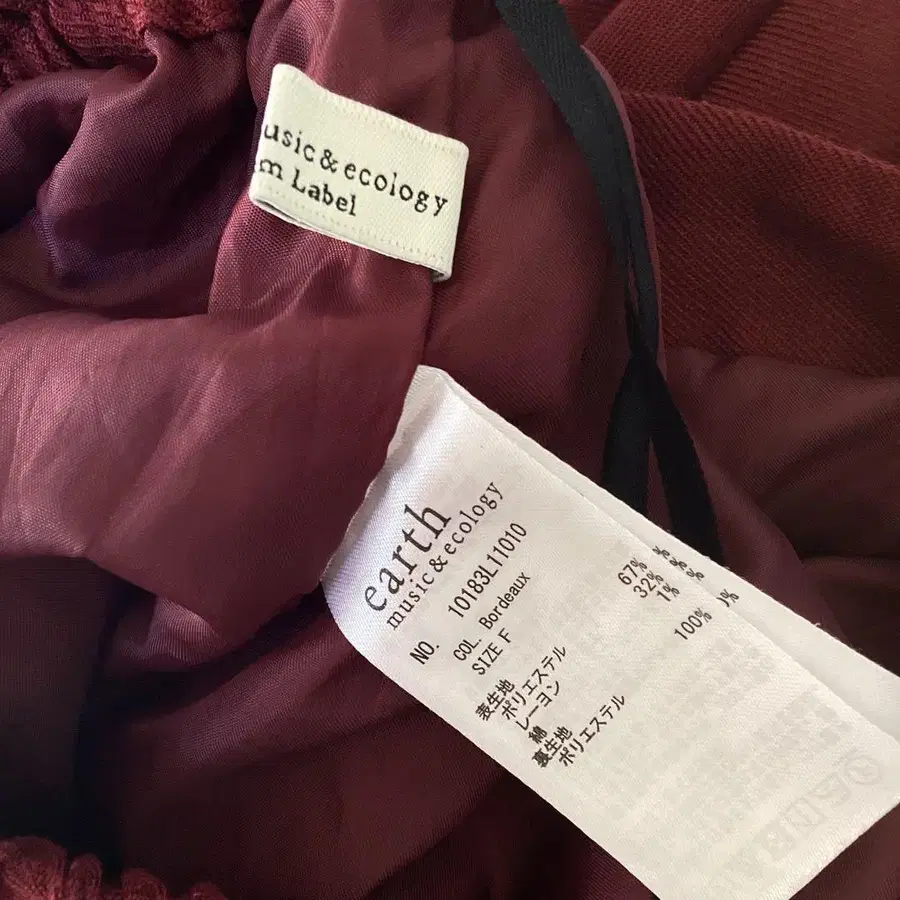 usic&ecology
m Label
earth
music&ecology
NO. 10183L11010
COL. Bordeaux
SIZE F
表生地
ポリエステル 67%
レーヨン 32%
綿 1%
裏生地
ポリエステル 100%